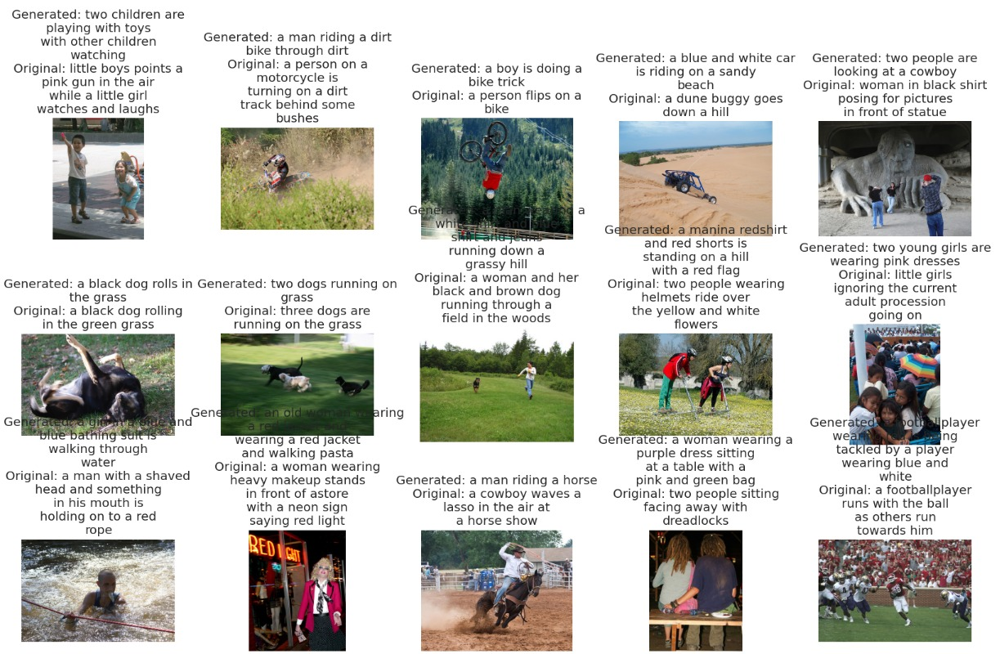 Generated: two children are
playing with toys
with other children
watching
Original: little boys points a
pink gun in the air
while a little girl
watches and laughs
Generated: a man riding a dirt
bike through dirt
Original: a person on a
motorcycle is
turning on a dirt
track behind some
bushes
Generated: a boy is doing a
bike trick
Original: a person flips on a
bike
Generated: a blue and white car
is riding on a sandy
beach
Original: a dune buggy goes
down a hill
Generated: two people are
looking at a cowboy
Original: woman in black shirt
posing for pictures
in front of statue
Generated: a black dog rolls in
the grass
Original: a black dog rolling
in the green grass
Generated: two dogs running on
grass
Original: three dogs are
running on the grass
a
shirt and jeans
running down a
grassy hill
Original: a woman and her
black and brown dog
running through a
field in the woods
Generated: a manina redshirt
and red shorts is
standing on a hill
with a red flag
Original: two people wearing
helmets ride over
the yellow and white
flowers
Generated: two young girls are
wearing pink dresses
Original: little girls
ignoring the current
adult procession
going on
Generated: a girl in a blue and
blue bathing suit is
walking through
water
Original: a man with a shaved
head and something
in his mouth is
holding on to a red
rope
Generated: an old woman wearing
a red
wearing a red jacket
and walking pasta
Original: a woman wearing
heavy makeup stands
in front of astore
with a neon sign
saying red light
Generated: a man riding a horse
Original: a cowboy waves a
lasso in the air at
a horse show
Generated: a woman wearing a
purple dress sitting
at a table with a
pink and green bag
Original: two people sitting
facing away with
dreadlocks
Generated: a footballplayer
tackled by a player
wearing blue and
white
Original: a footballplayer
runs with the ball
as others run
towards him
RED L GHT